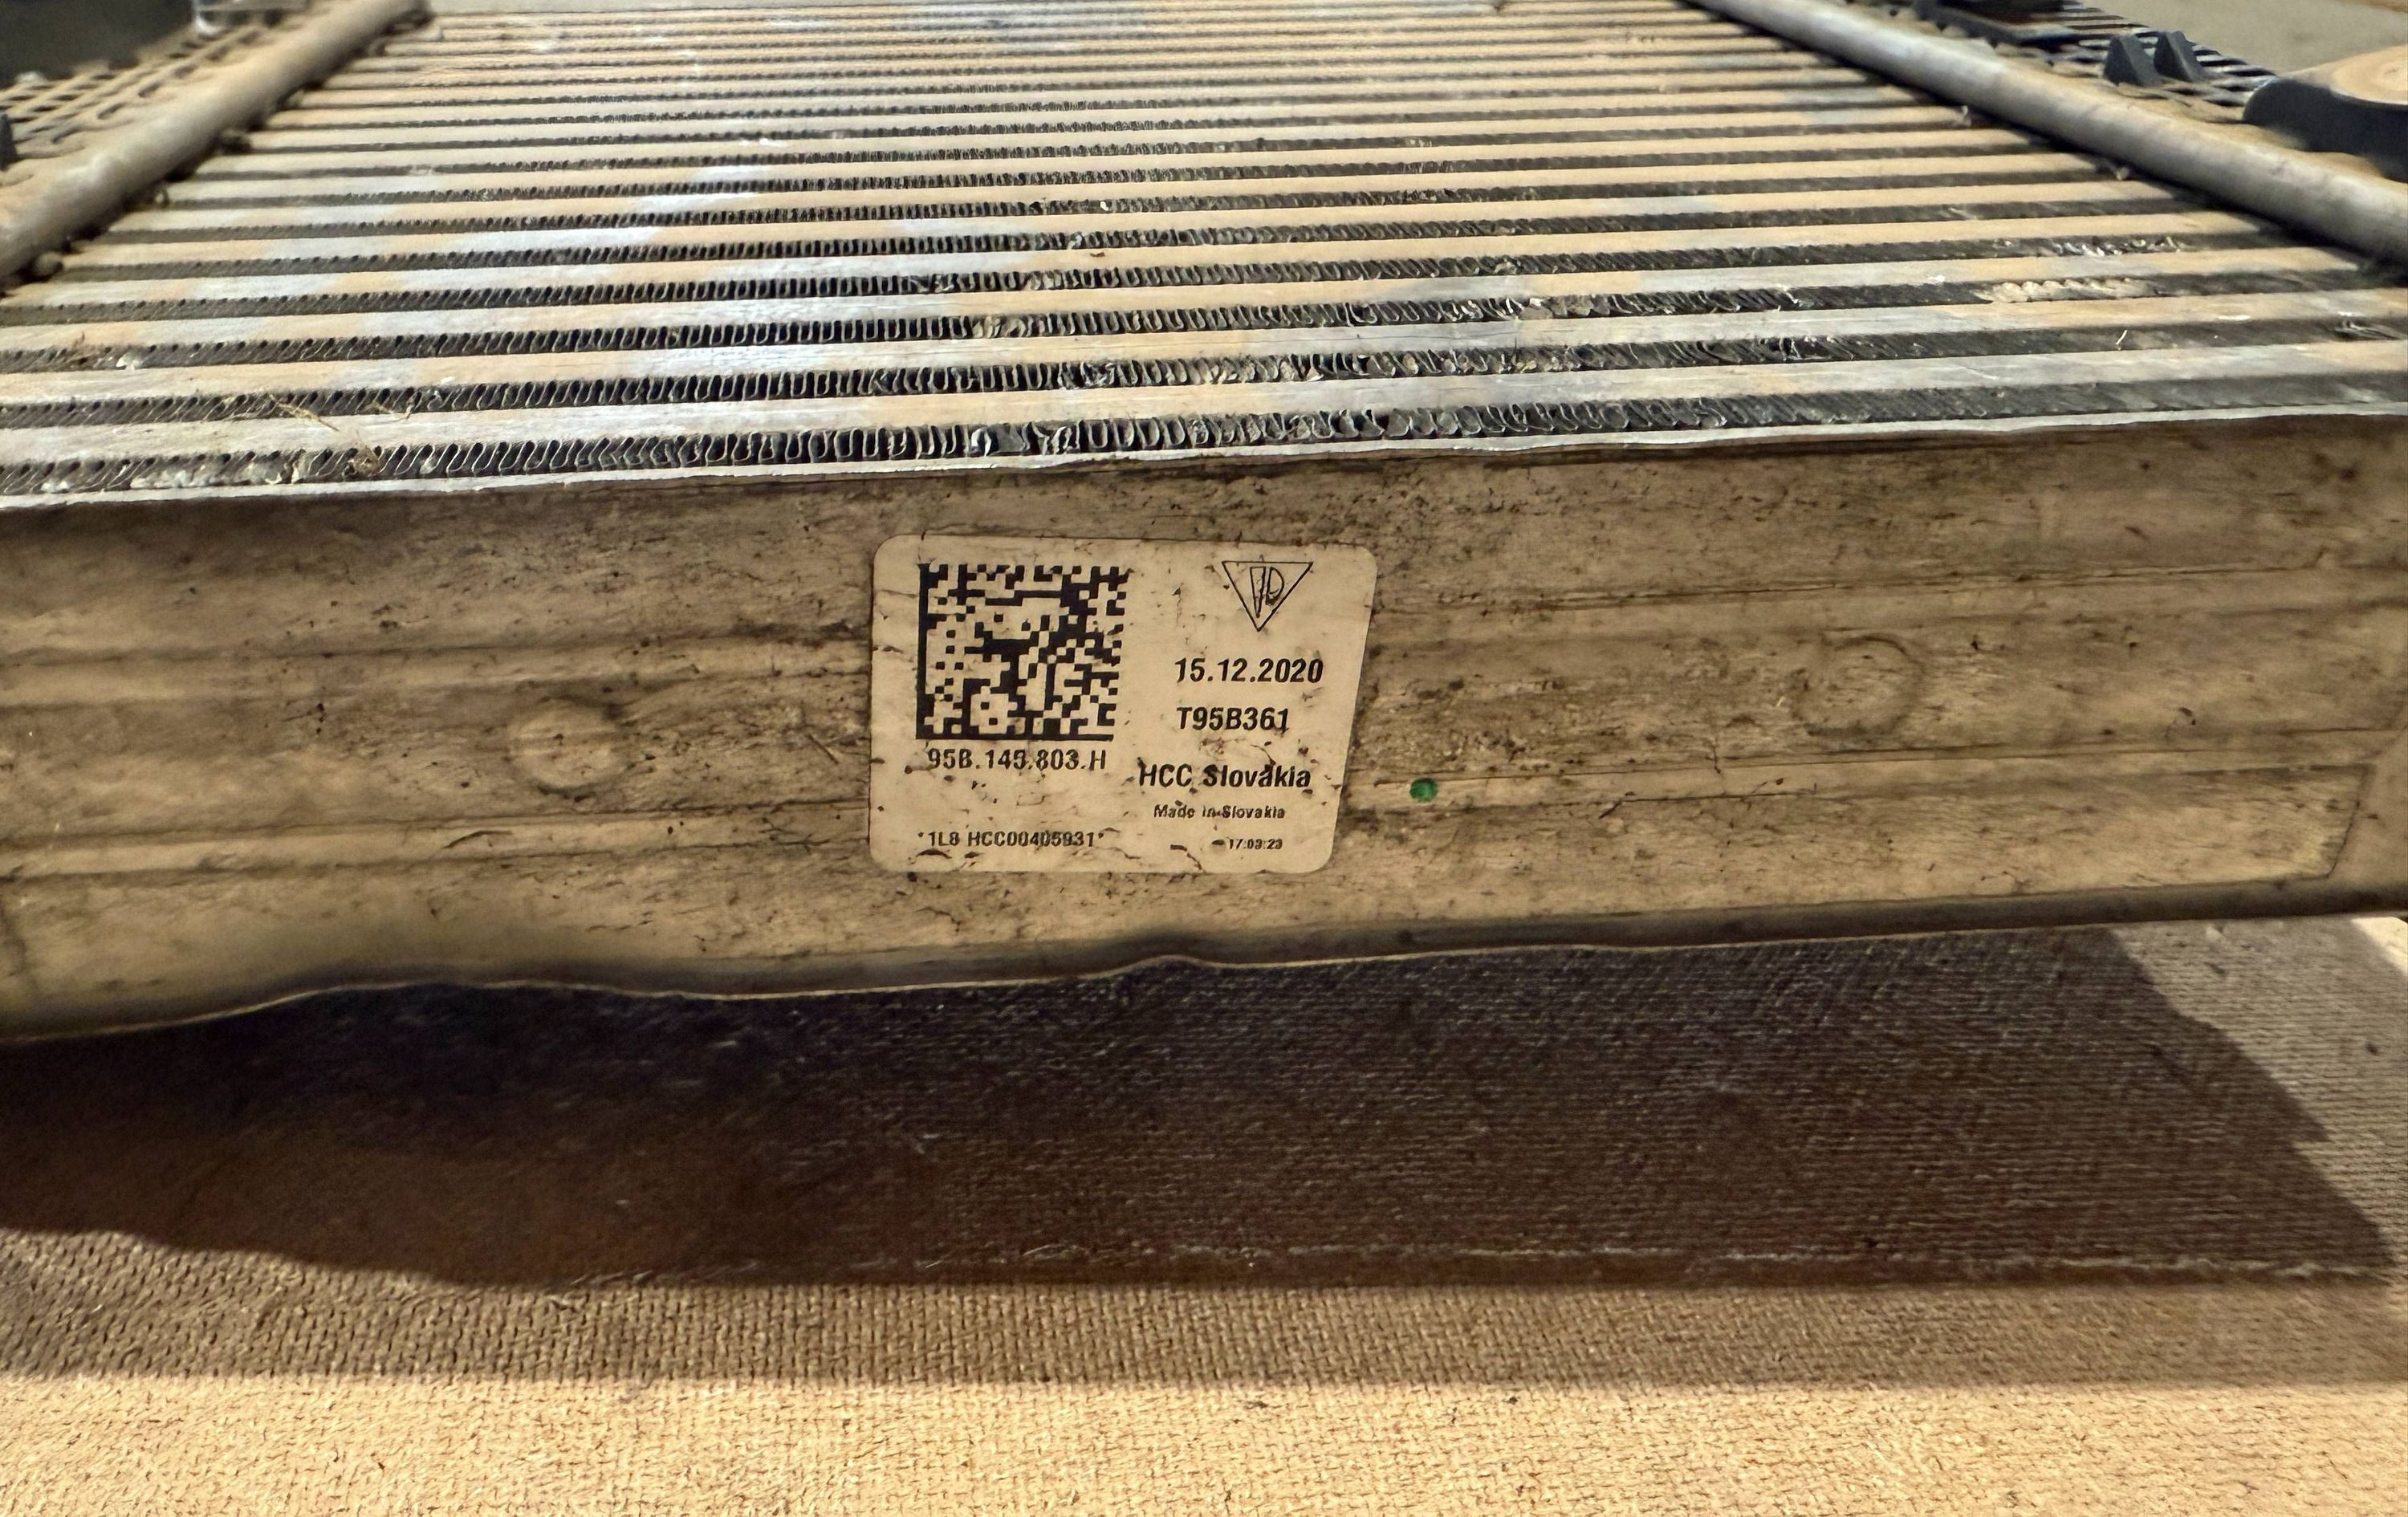 15.12.2020
T95B361
95B.145.803.H
HCC Slovakia
Made in Slovakia
*1L8 HCC00405931*
17:03:23